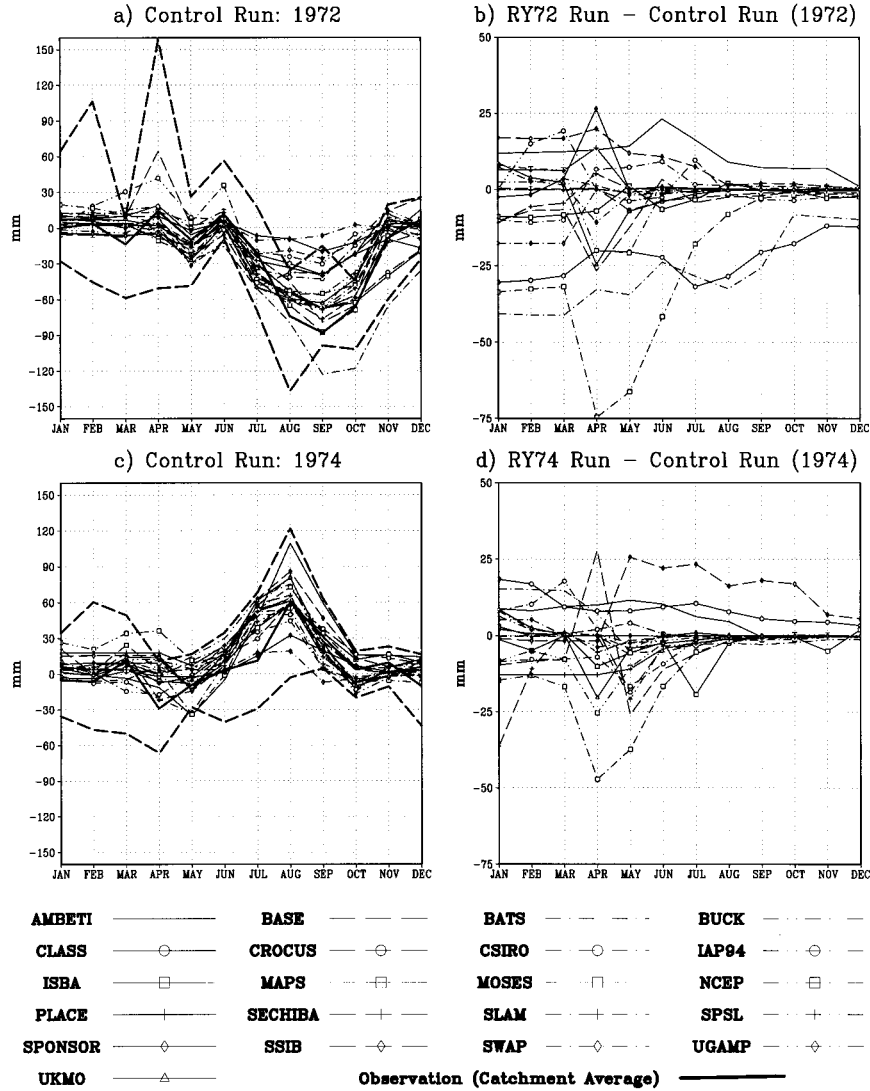 a) Control Run: 1972
b) RY72 Run − Control Run (1972)
150
120
90
60
30
0
−30
−60
−90
−120
−150
mm
JAN FEB MAR APR MAY JUN JUL AUG SEP OCT NOV DEC
50
25
0
−25
−50
−75
mm
JAN FEB MAR APR MAY JUN JUL AUG SEP OCT NOV DEC
c) Control Run: 1974
d) RY74 Run − Control Run (1974)
150
120
90
60
30
0
−30
−60
−90
−120
−150
mm
JAN FEB MAR APR MAY JUN JUL AUG SEP OCT NOV DEC
50
25
0
−25
−50
−75
mm
JAN FEB MAR APR MAY JUN JUL AUG SEP OCT NOV DEC
AMBETI BASE BATS BUCK
CLASS CROCUS CSIRO IAP94
ISBA MAPS MOSES NCEP
PLACE SECHIBA SLAM SPSL
SPONSOR SSIB SWAP UGAMP
UKMO Observation (Catchment Average)